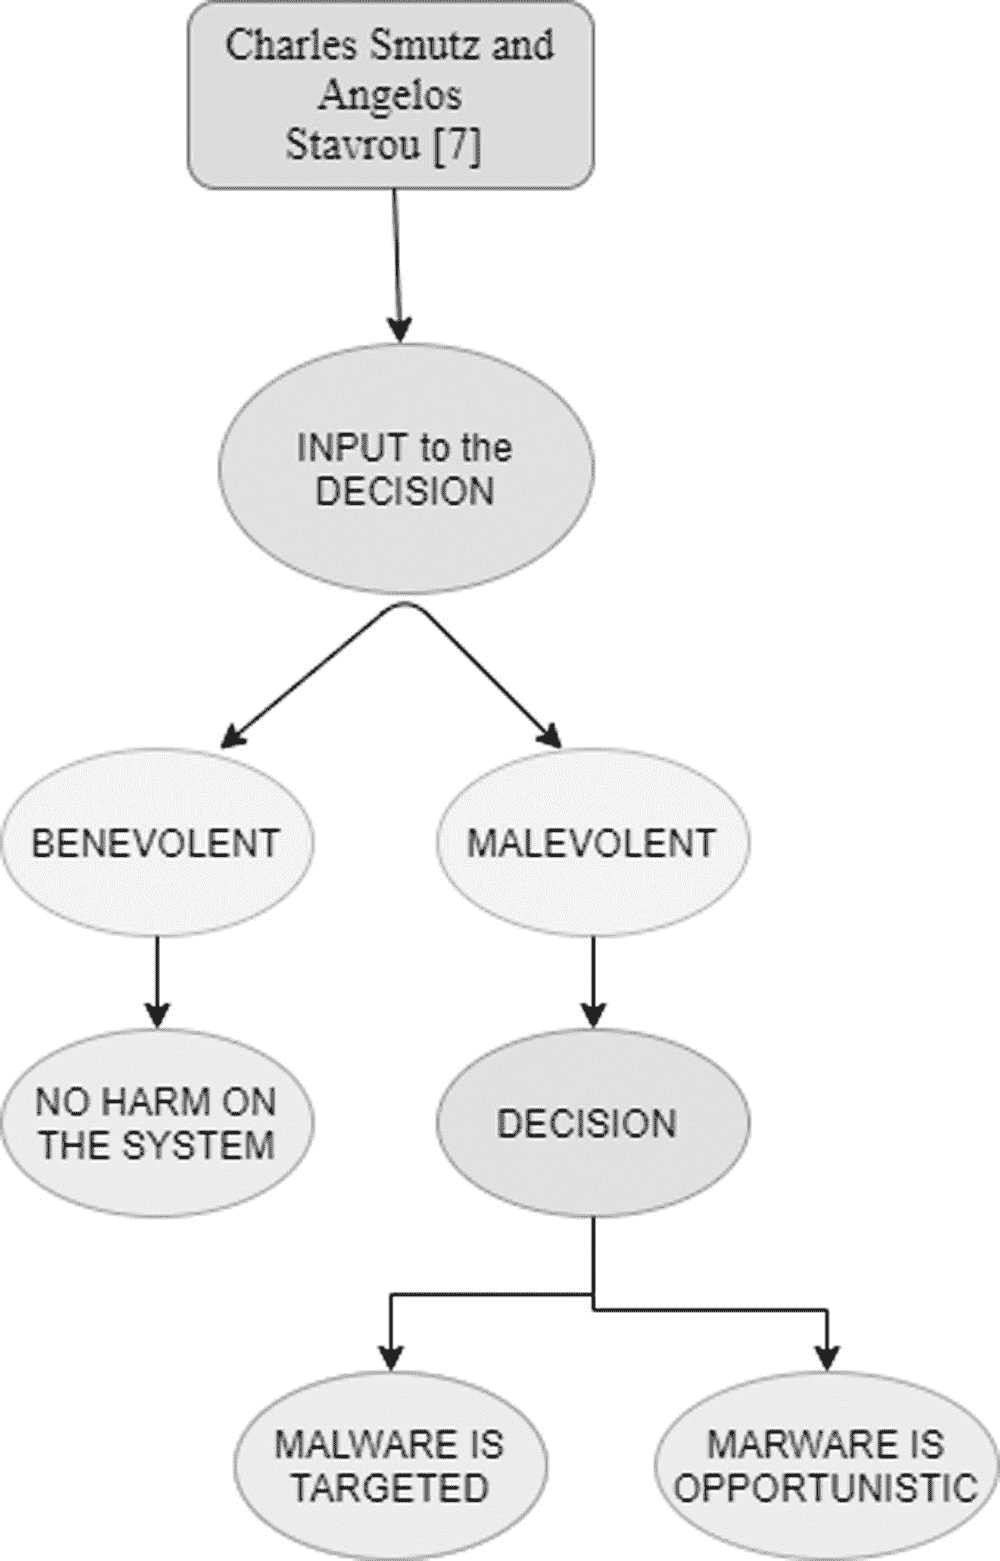 Charles Smutz and
Angelos
Stavrou [7]
INPUT to the
DECISION
BENEVOLENT
MALEVOLENT
NO HARM ON
THE SYSTEM
DECISION
MALWARE IS
TARGETED
MARWARE IS
OPPORTUNISTIC